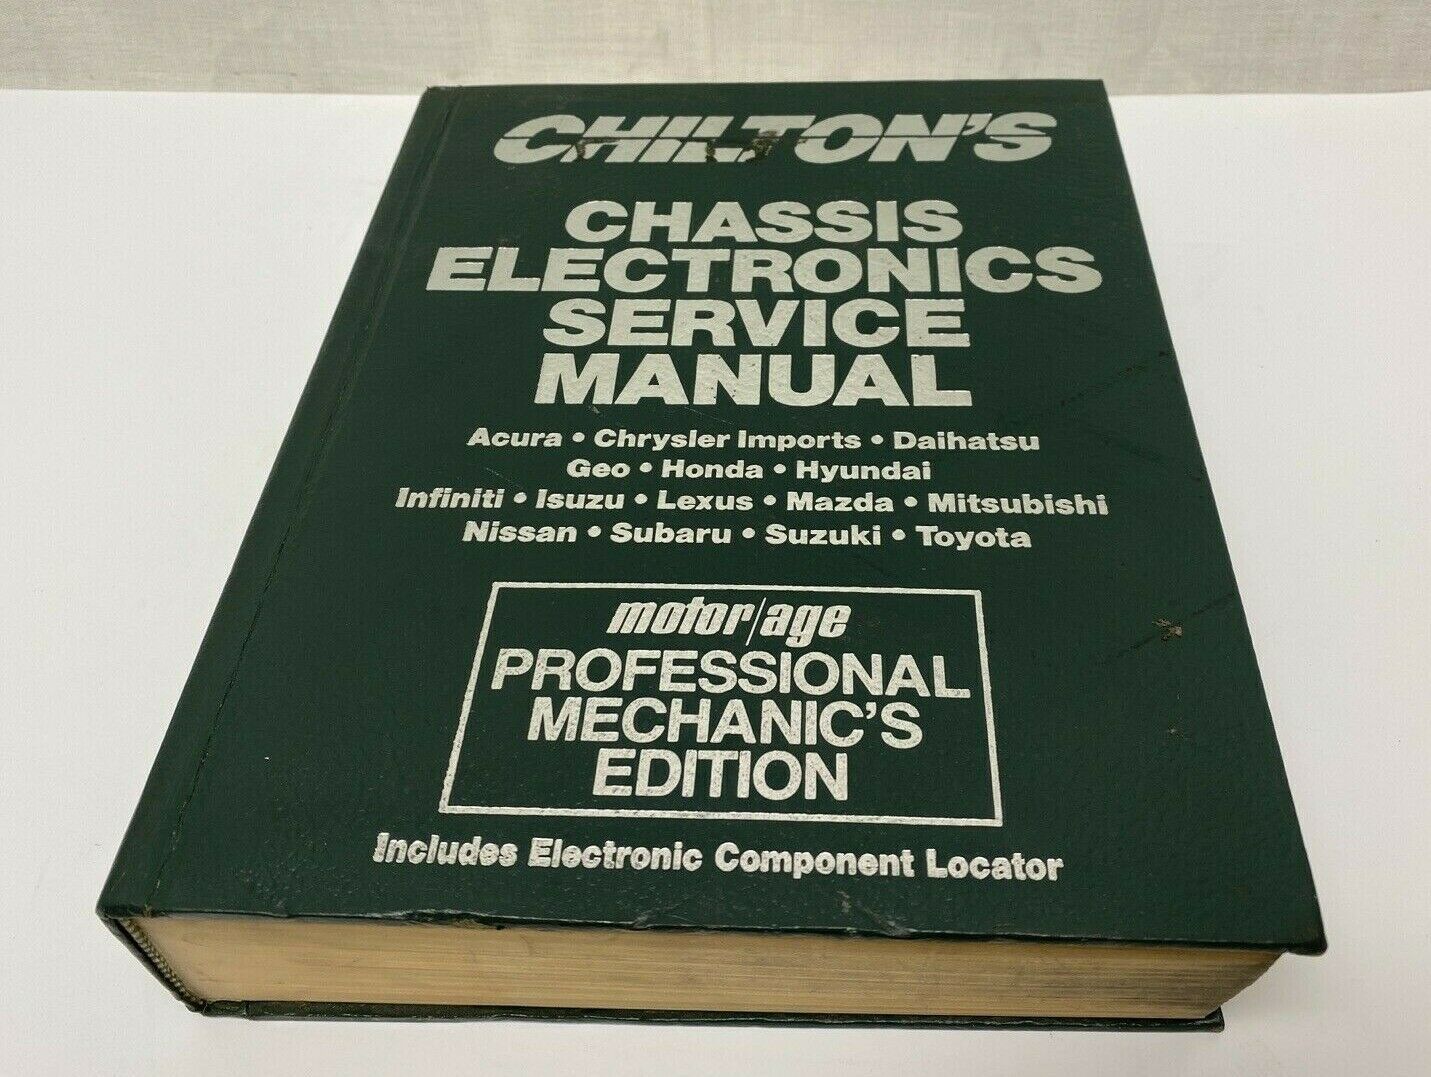 CHILTON'S
CHASSIS
ELECTRONICS
SERVICE
MANUAL
Acura • Chrysler Imports • Daihatsu
Geo • Honda • Hyundai
Infiniti • Isuzu • Lexus • Mazda • Mitsubishi
Nissan • Subaru • Suzuki • Toyota
motor/age
PROFESSIONAL
MECHANIC'S
EDITION
Includes Electronic Component Locator